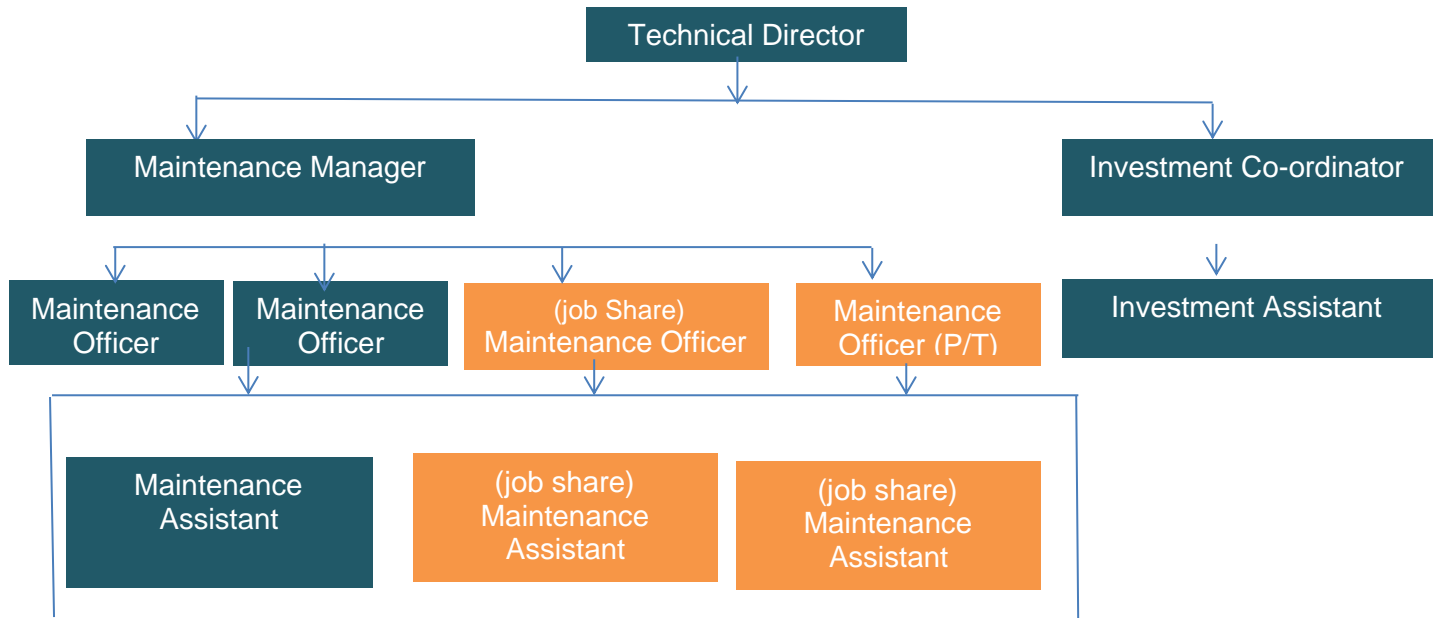 Technical Director
Maintenance Manager
Investment Co-ordinator
Maintenance
Officer
Maintenance
Officer
(job Share)
Maintenance Officer
Maintenance
Officer (P/T)
Investment Assistant
Maintenance
Assistant
(job share)
Maintenance
Assistant
(job share)
Maintenance
Assistant